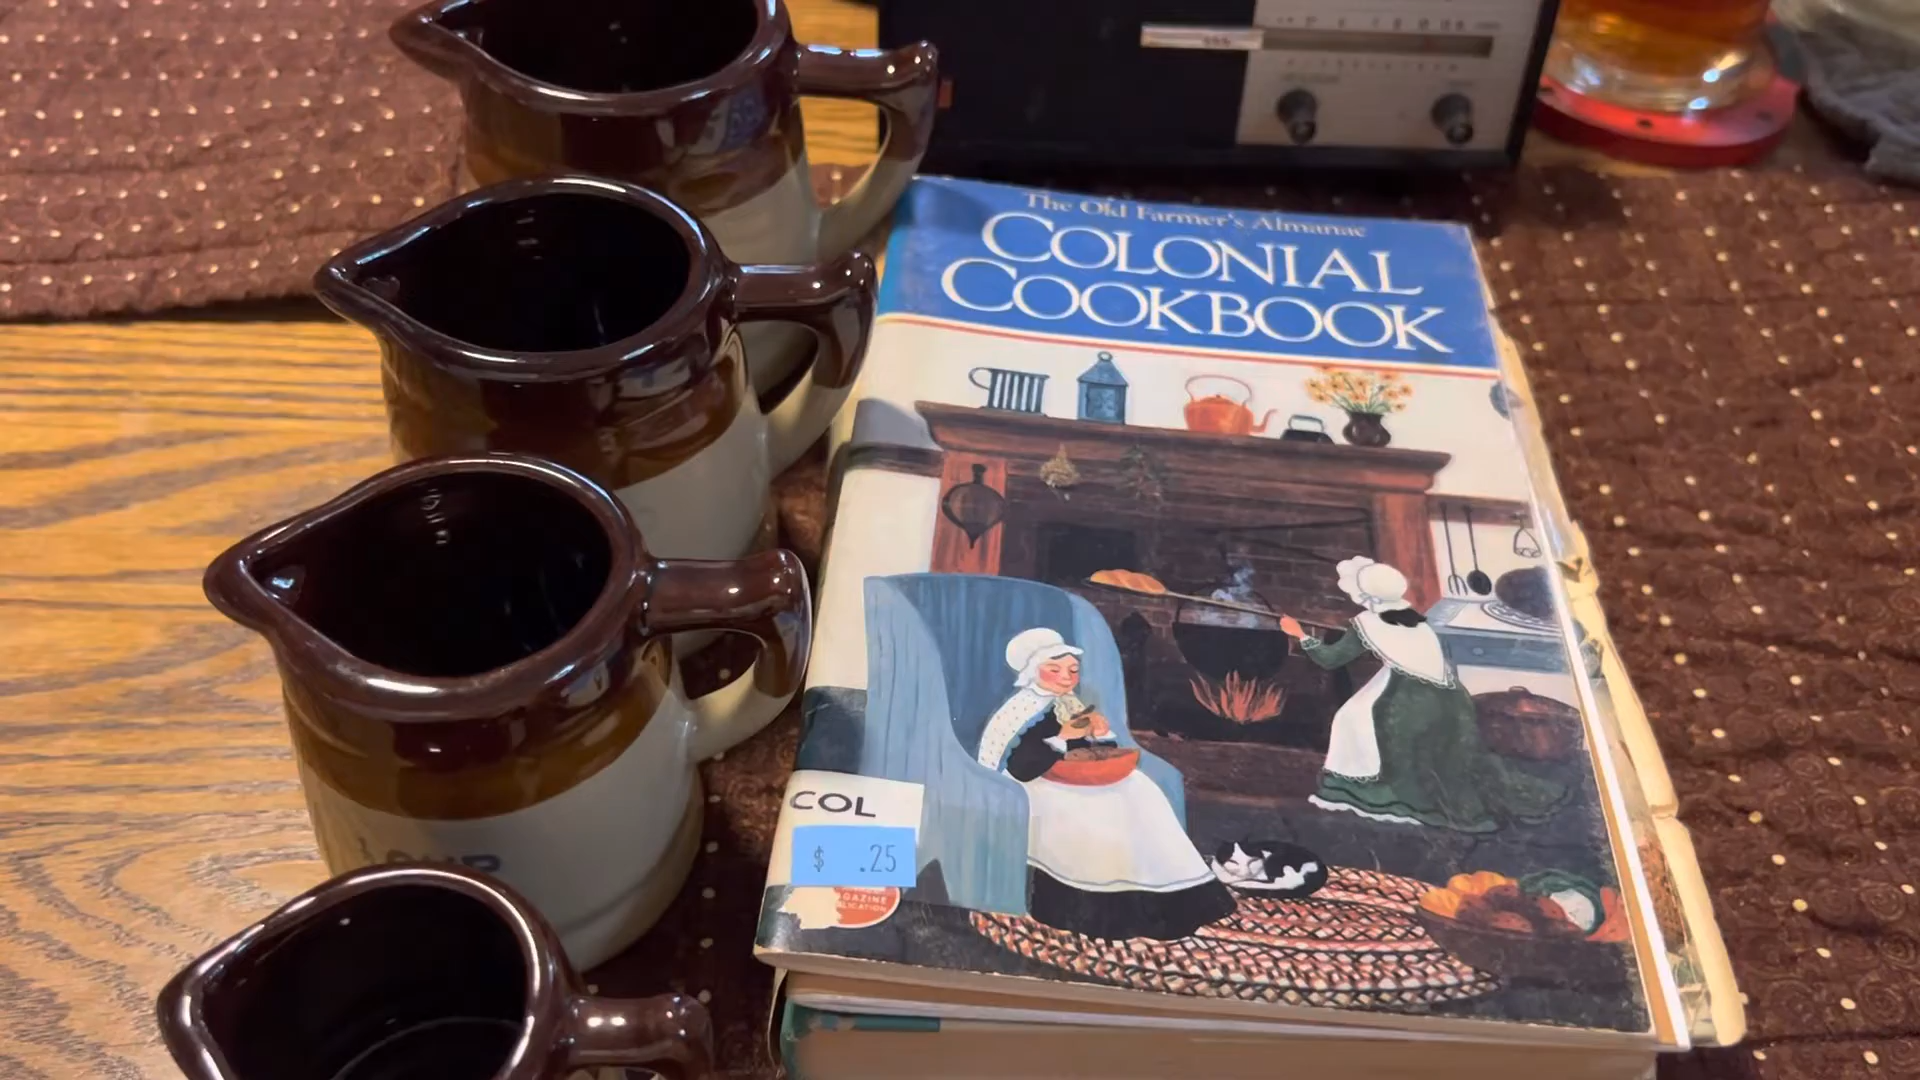 The Old Farmer's Almanac
COLONIAL
COOKBOOK
COL
$ .25